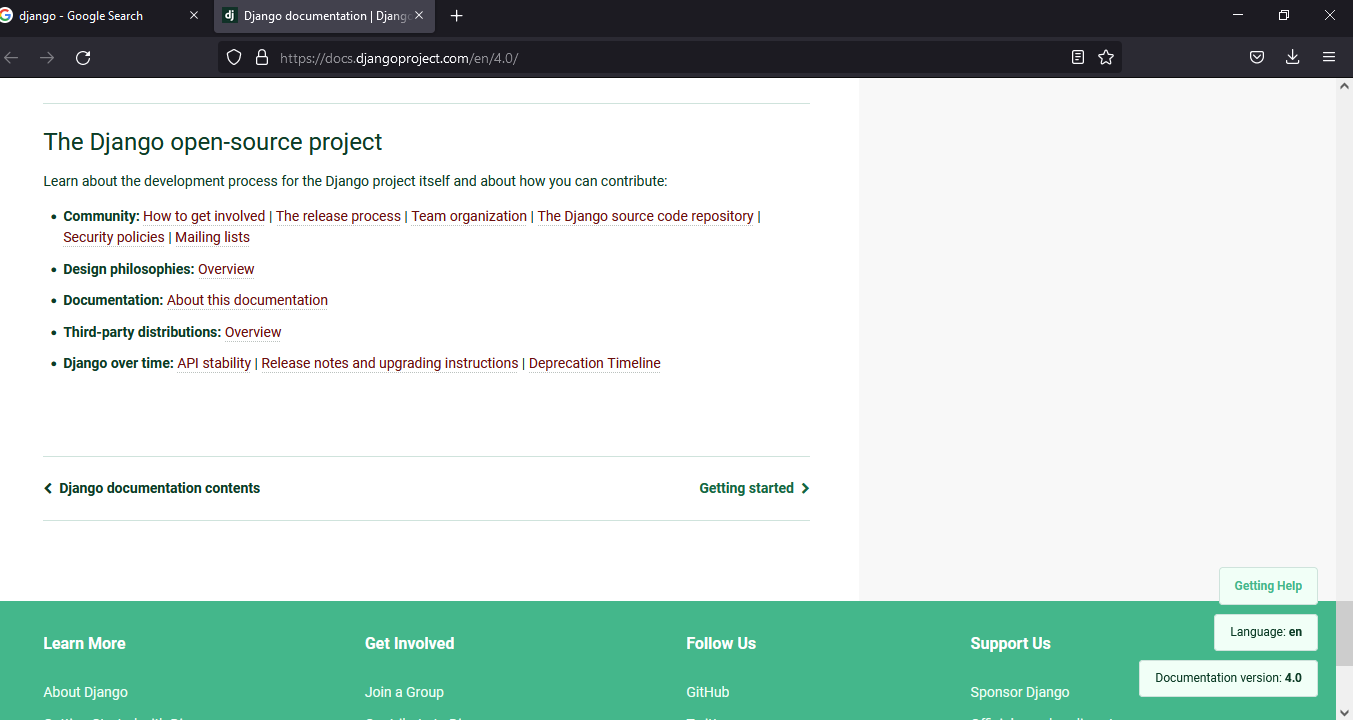 django - Google Search
dj Django documentation | Django
https://docs.djangoproject.com/en/4.0/
The Django open-source project
Learn about the development process for the Django project itself and about how you can contribute:
• Community: How to get involved | The release process | Team organization | The Django source code repository |
Security policies | Mailing lists
• Design philosophies: Overview
• Documentation: About this documentation
• Third-party distributions: Overview
• Django over time: API stability | Release notes and upgrading instructions | Deprecation Timeline
Django documentation contents
Getting started
Getting Help
Language: en
Documentation version: 4.0
Learn More
Get Involved
Follow Us
Support Us
About Django
Join a Group
GitHub
Sponsor Django